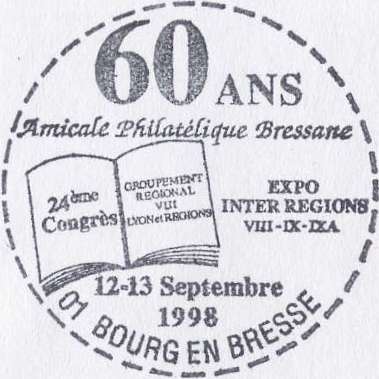 60 ANS
Amicale Philatélique Bressane
24ème
Congrès
GROUPEMENT
REGIONAL
VIII
LYON et REGIONS
EXPO
INTER REGIONS
VIII-IX-IXA
12-13 Septembre
1998
01 BOURG EN BRESSE